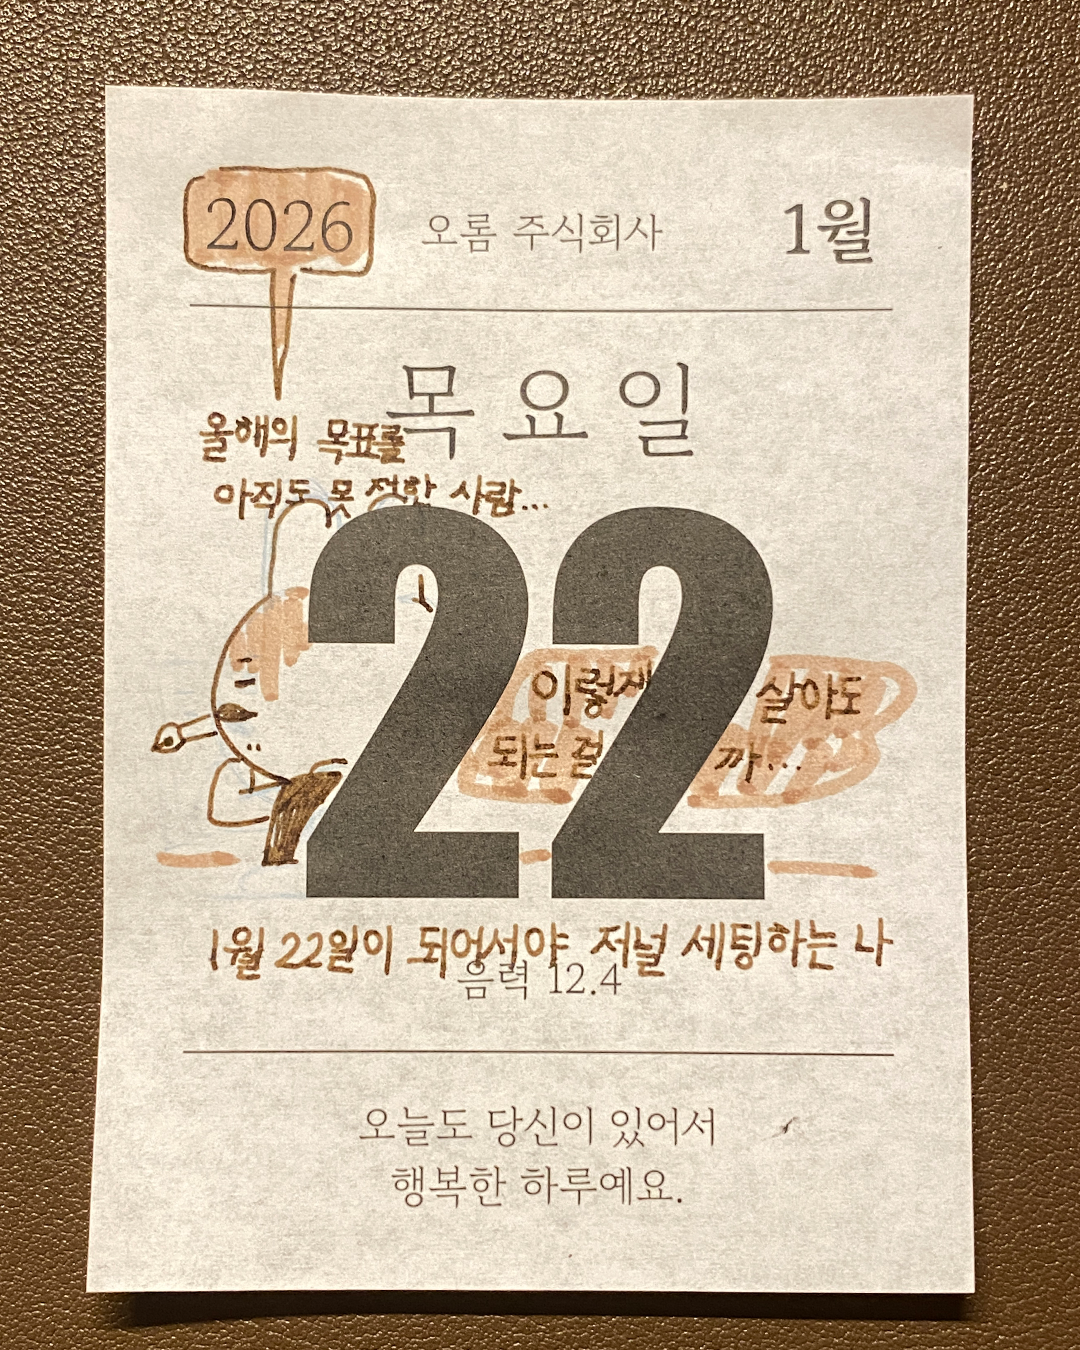 2026 오롬 주식회사 1월
목요일
올해의 목표를
아직도 못 정한 사람...
22
이렇게 살아도
되는 걸까...
1월 22일이 되어서야 저널 세팅하는 나
음력 12.4
오늘도 당신이 있어서
행복한 하루예요.